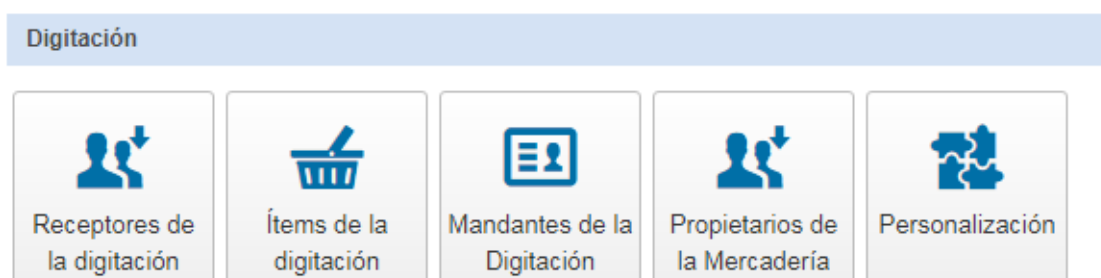 Digitación
Receptores de
la digitación
Ítems de la
digitación
Mandantes de la
Digitación
Propietarios de
la Mercadería
Personalización